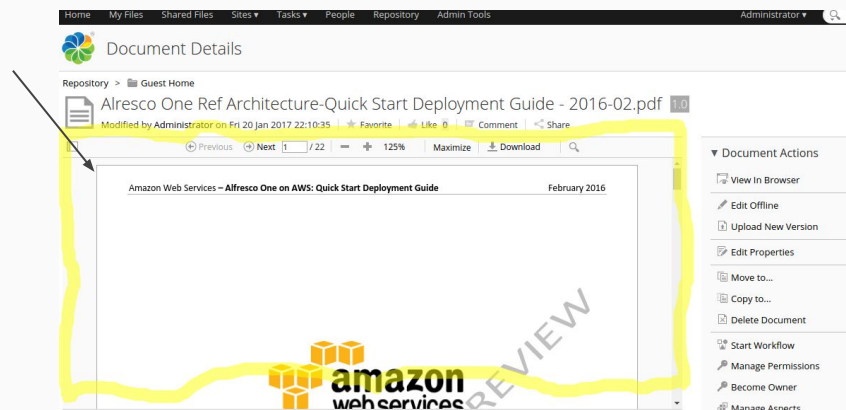 Home My Files Shared Files Sites▾ Tasks▾ People Repository Admin Tools Administrator▾
Document Details
Repository > Guest Home
Alresco One Ref Architecture-Quick Start Deployment Guide - 2016-02.pdf 1.0
Modified by Administrator on Fri 20 Jan 2017 22:10:35 Favorite Like 0 Comment Share
Previous Next 1 / 22 125% Maximize Download
Amazon Web Services – Alfresco One on AWS: Quick Start Deployment Guide February 2016
PREVIEW
amazon
web services
Document Actions
View In Browser
Edit Offline
Upload New Version
Edit Properties
Move to...
Copy to...
Delete Document
Start Workflow
Manage Permissions
Become Owner
Manage Aspects